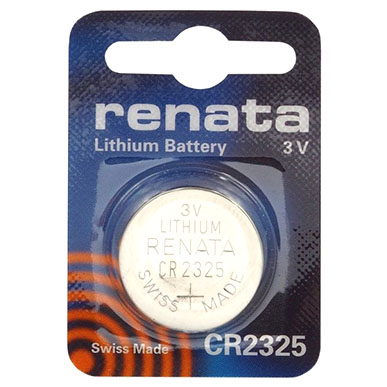 renata
Lithium Battery 3 V
3V
LITHIUM
RENATA
CR 2325
SWISS + MADE
Swiss Made CR2325